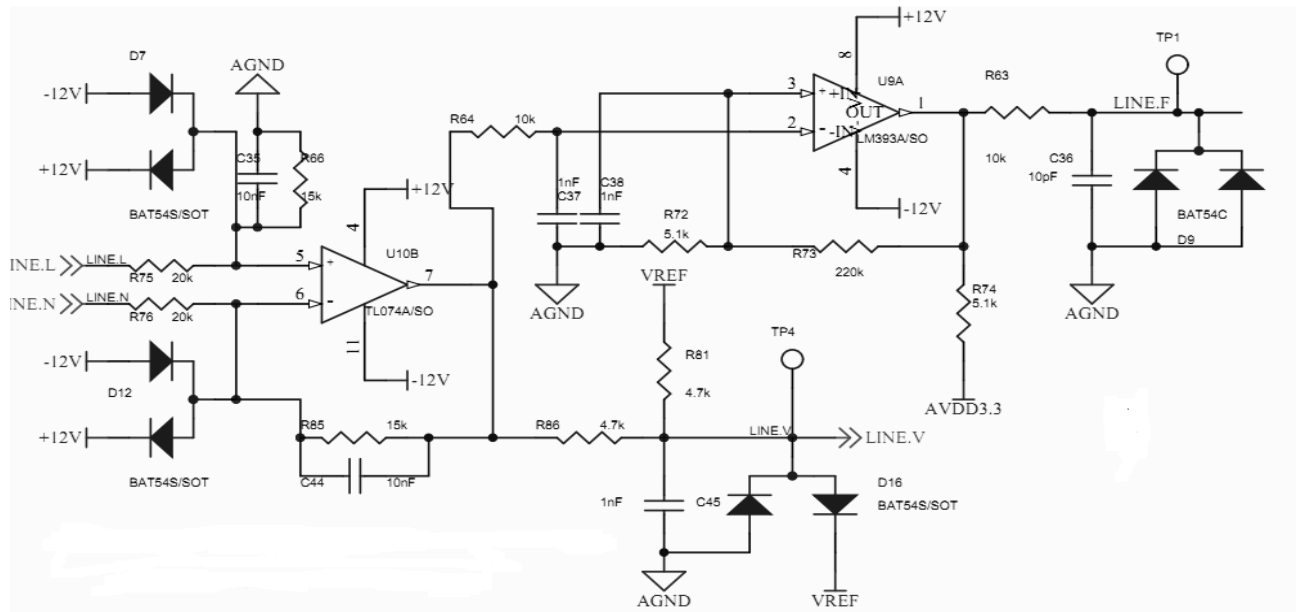 +12V
TP1
D7
AGND
8
U9A
-12V
3
+
+IN
1
R63
LINE.F
R64
10k
OUT
2
-
-IN
LM393A/SO
+12V
C35
R66
10nF
15k
4
10k
C36
10pF
1nF
C38
C37
1nF
BAT54S/SOT
+12V
-12V
BAT54C
D9
4
R72
5.1k
U10B
INE.L
LINE.L
R75
20k
5
+
7
VREF
R73
220k
R74
5.1k
INE.N
LINE.N
R76
20k
6
-
TL074A/SO
AGND
AGND
11
TP4
-12V
-12V
R81
4.7k
D12
AVDD3.3
+12V
R85
15k
R86
4.7k
LINE.V
LINE.V
BAT54S/SOT
C44
10nF
1nF
C45
D16
BAT54S/SOT
AGND
VREF